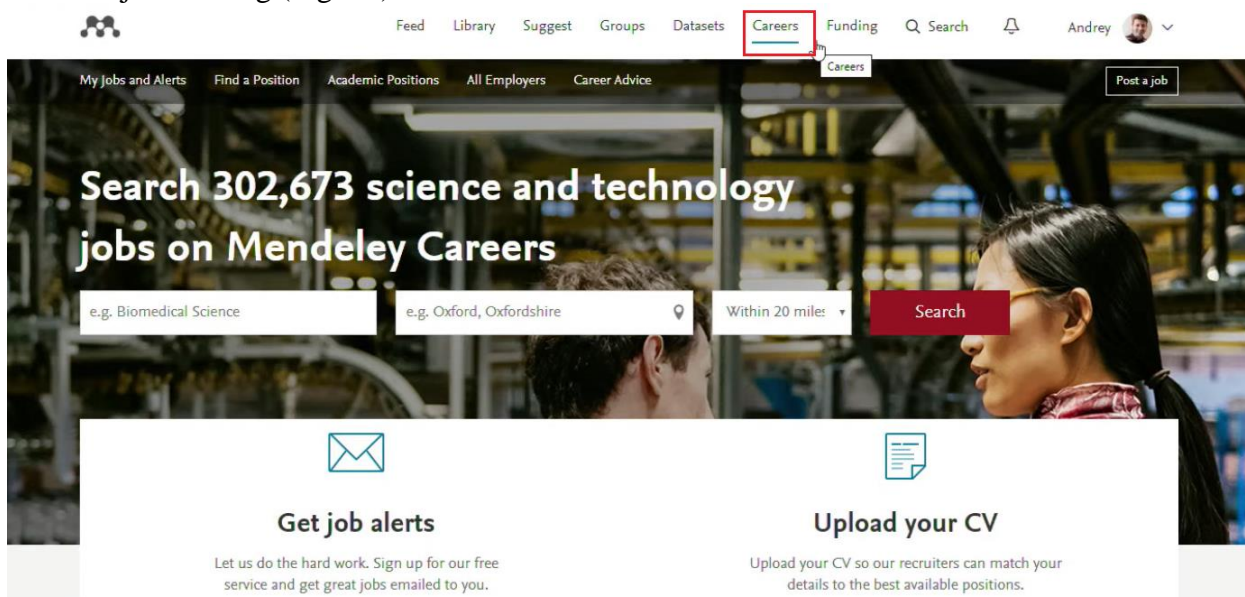 Feed Library Suggest Groups Datasets Careers Funding Search Andrey
Careers
My Jobs and Alerts Find a Position Academic Positions All Employers Career Advice Post a job
Search 302,673 science and technology
jobs on Mendeley Careers
e.g. Biomedical Science e.g. Oxford, Oxfordshire Within 20 miles Search
Get job alerts Upload your CV
Let us do the hard work. Sign up for our free Upload your CV so our recruiters can match your
service and get great jobs emailed to you. details to the best available positions.